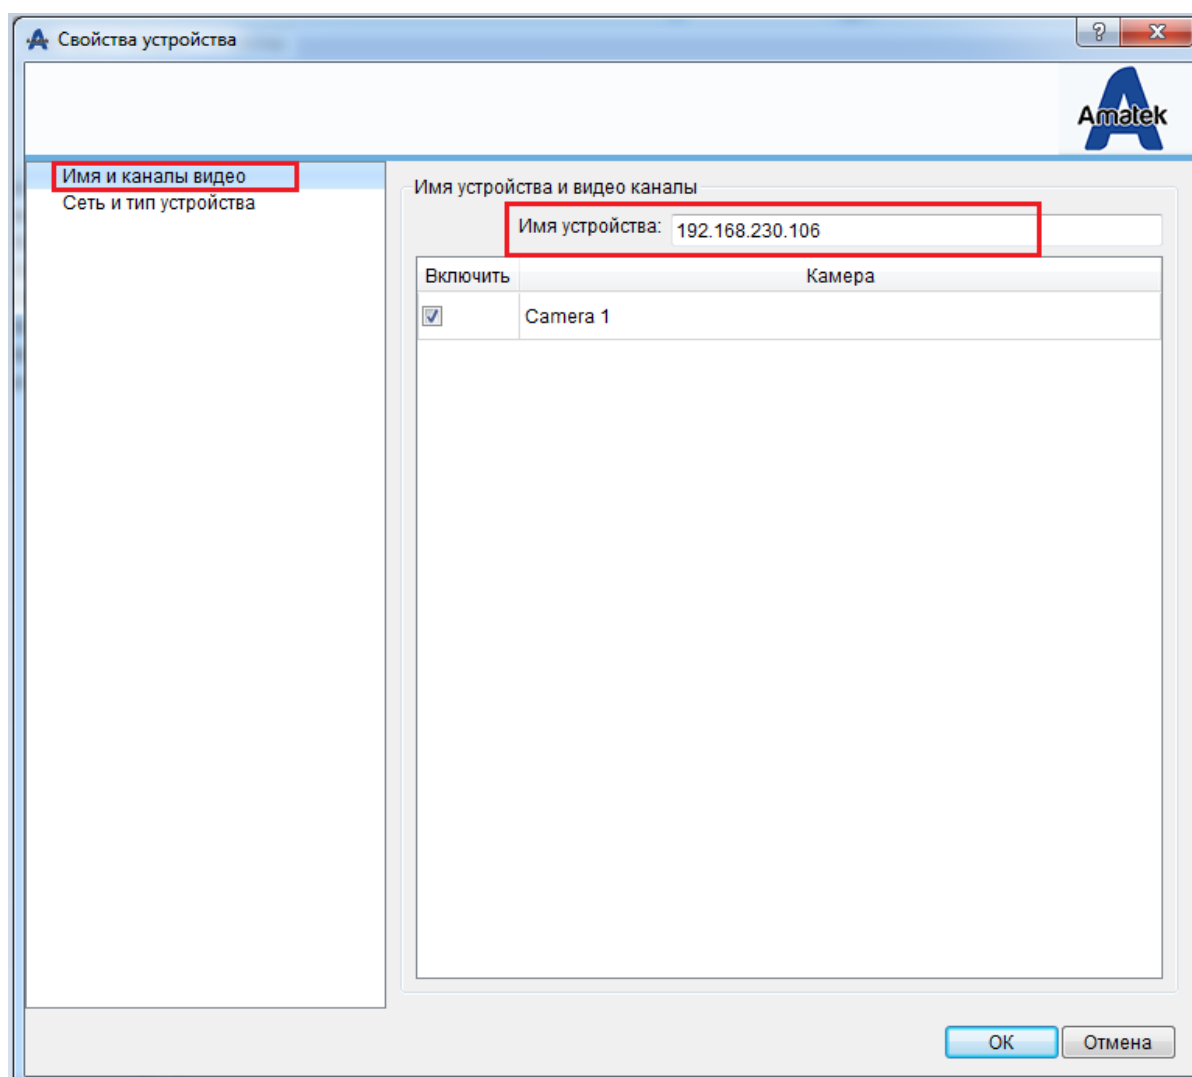 Свойства устройства
Amatek
Имя и каналы видео
Сеть и тип устройства
Имя устройства и видео каналы
Имя устройства: 192.168.230.106
Включить Камера
Camera 1
ОК Отмена